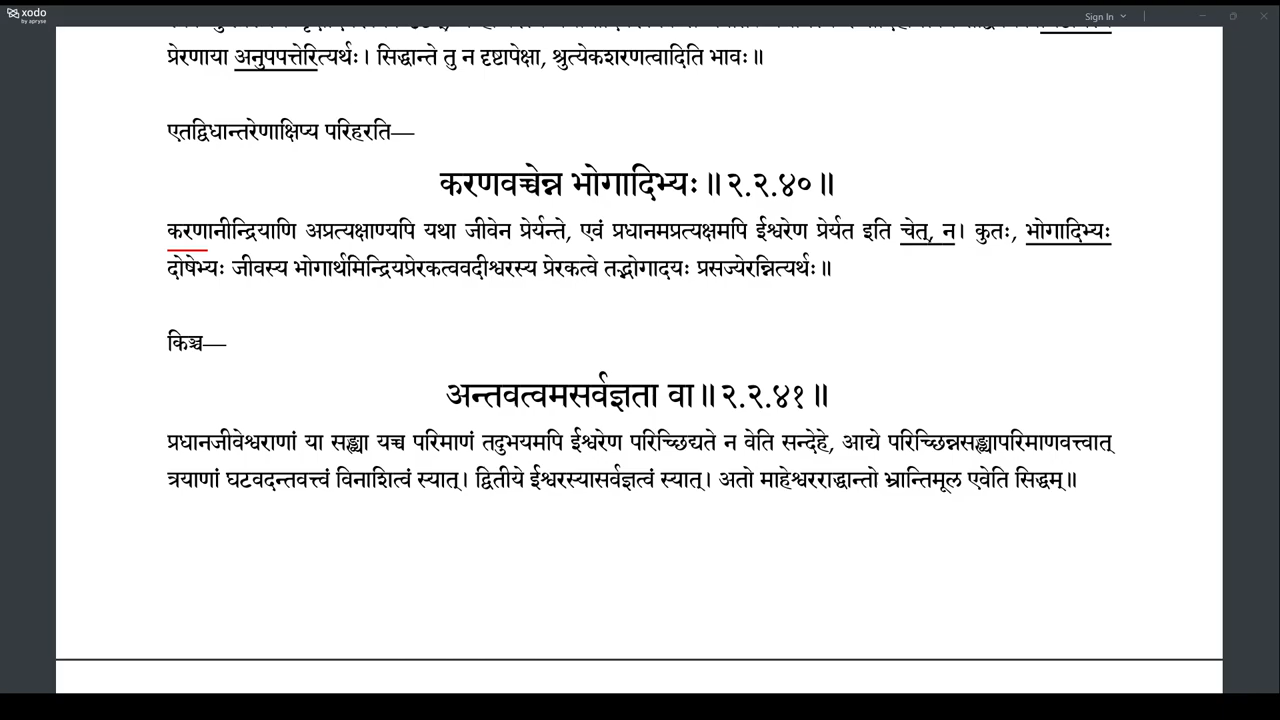 xodo
by apryse
Sign In
प्रेरणाया अनुपपत्तेरित्यर्थः। सिद्धान्ते तु न दृष्टापेक्षा, श्रुत्येकशरणत्वादिति भावः॥
एतद्विधान्तरेणाक्षिप्य परिहरति—
करणवच्चेन्न भोगादिभ्यः॥२.२.४०॥
करणानीन्द्रियाणि अप्रत्यक्षाण्यपि यथा जीवेन प्रेर्यन्ते, एवं प्रधानमप्रत्यक्षमपि ईश्वरेण प्रेर्यत इति चेत्, न। कुतः, भोगादिभ्यः
दोषेभ्यः जीवस्य भोगार्थमिन्द्रियप्रेरकत्ववदीश्वरस्य प्रेरकत्वे तद्भोगादयः प्रसज्येरन्नित्यर्थः॥
किञ्च—
अन्तवत्वमसर्वज्ञता वा॥२.२.४१॥
प्रधानजीवेश्वराणां या सङ्ख्या यच्च परिमाणं तदुभयमपि ईश्वरेण परिच्छिद्यते न वेति सन्देहे, आद्ये परिच्छिन्नसङ्ख्यापरिमाणवत्त्वात्
त्रयाणां घटवदन्तवत्त्वं विनाशित्वं स्यात्। द्वितीये ईश्वरस्यासर्वज्ञत्वं स्यात्। अतो माहेश्वरराद्धान्तो भ्रान्तिमूल एवेति सिद्धम्॥